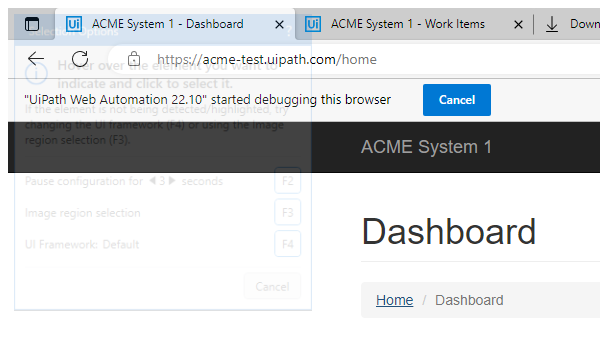 Ui ACME System 1 - Dashboard
Ui ACME System 1 - Work Items
Down
Selection Options ?
https://acme-test.uipath.com/home
Hover over the element you want to
indicate and click to select it.
"UiPath Web Automation 22.10" started debugging this browser
Cancel
If the element is not being detected/highlighted, try
changing the UI framework (F4) or using the Image
region selection (F3).
ACME System 1
Pause configuration for 3 seconds F2
Image region selection F3
UI Framework: Default F4
Cancel
Dashboard
Home / Dashboard